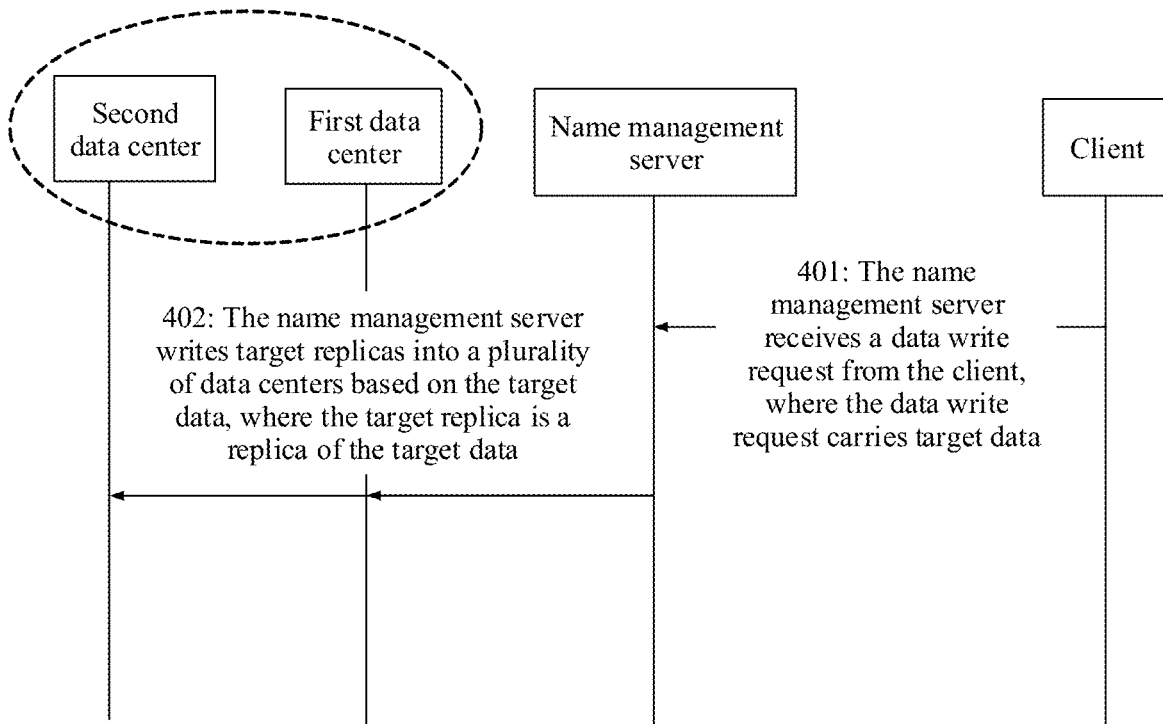 Second
data center
First data
center
Name management
server
Client
401: The name
management server
receives a data write
request from the client,
where the data write
request carries target data
402: The name management server
writes target replicas into a plurality
of data centers based on the target
data, where the target replica is a
replica of the target data